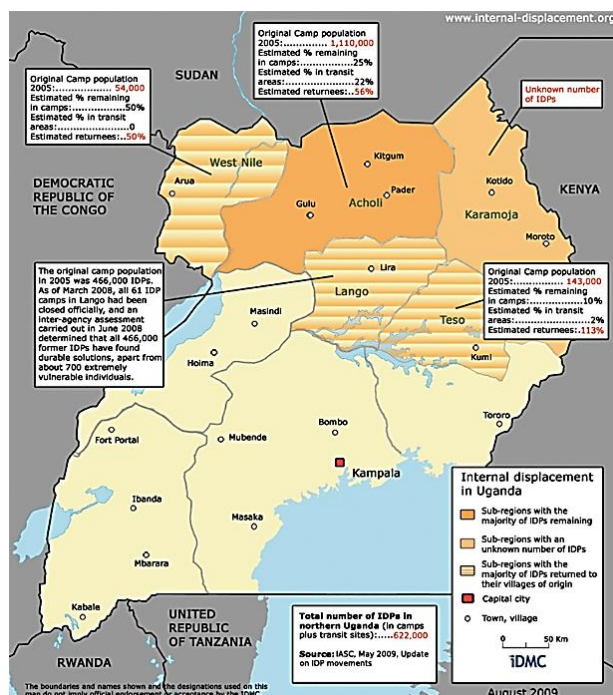 www.internal-displacement.org
Original Camp population
2005:............... 1,110,000
Estimated % remaining
in camps:....................25%
Estimated % in transit
areas:........................22%
Estimated returnees:..56%
SUDAN
Original Camp population
2005:................... 54,000
Estimated % remaining
in camps:................50%
Estimated % in transit
areas:........................0
Estimated returnees:..50%
Unknown number
of IDPs
West Nile
Kitgum
Arua
DEMOCRATIC
REPUBLIC OF
THE CONGO
Pader
Kotido
KENYA
Gulu
Acholi
Karamoja
Moroto
The original camp population
in 2005 was 466,000 IDPs.
As of March 2008, all 61 IDP
camps in Lango had been
closed officially, and an
inter-agency assessment
carried out in June 2008
determined that all 466,000
former IDPs have found
durable solutions, apart from
about 700 extremely
vulnerable individuals.
Lira
Lango
Original Camp population
2005:................... 143,000
Estimated % remaining
in camps:....................10%
Estimated % in transit
areas:..........................2%
Estimated returnees:.113%
Teso
Masindi
Hoima
Kumi
Tororo
Fort Portal
Mubende
Bombo
Kampala
Ibanda
Masaka
Mbarara
Kabale
Internal displacement
in Uganda
Sub-regions with the
majority of IDPs remaining
Sub-regions with an
unknown number of IDPs
Sub-regions with the
majority of IDPs returned to
their villages of origin
Capital city
Town, village
0 50 Km
iDMC
UNITED
REPUBLIC
OF TANZANIA
RWANDA
Total number of IDPs in
northern Uganda (in camps
plus transit sites).....622,000
Source: IASC, May 2009, Update
on IDP movements
The boundaries and names shown and the designations used on this
map do not imply official endorsement or acceptance by the IDMC.
August 2009